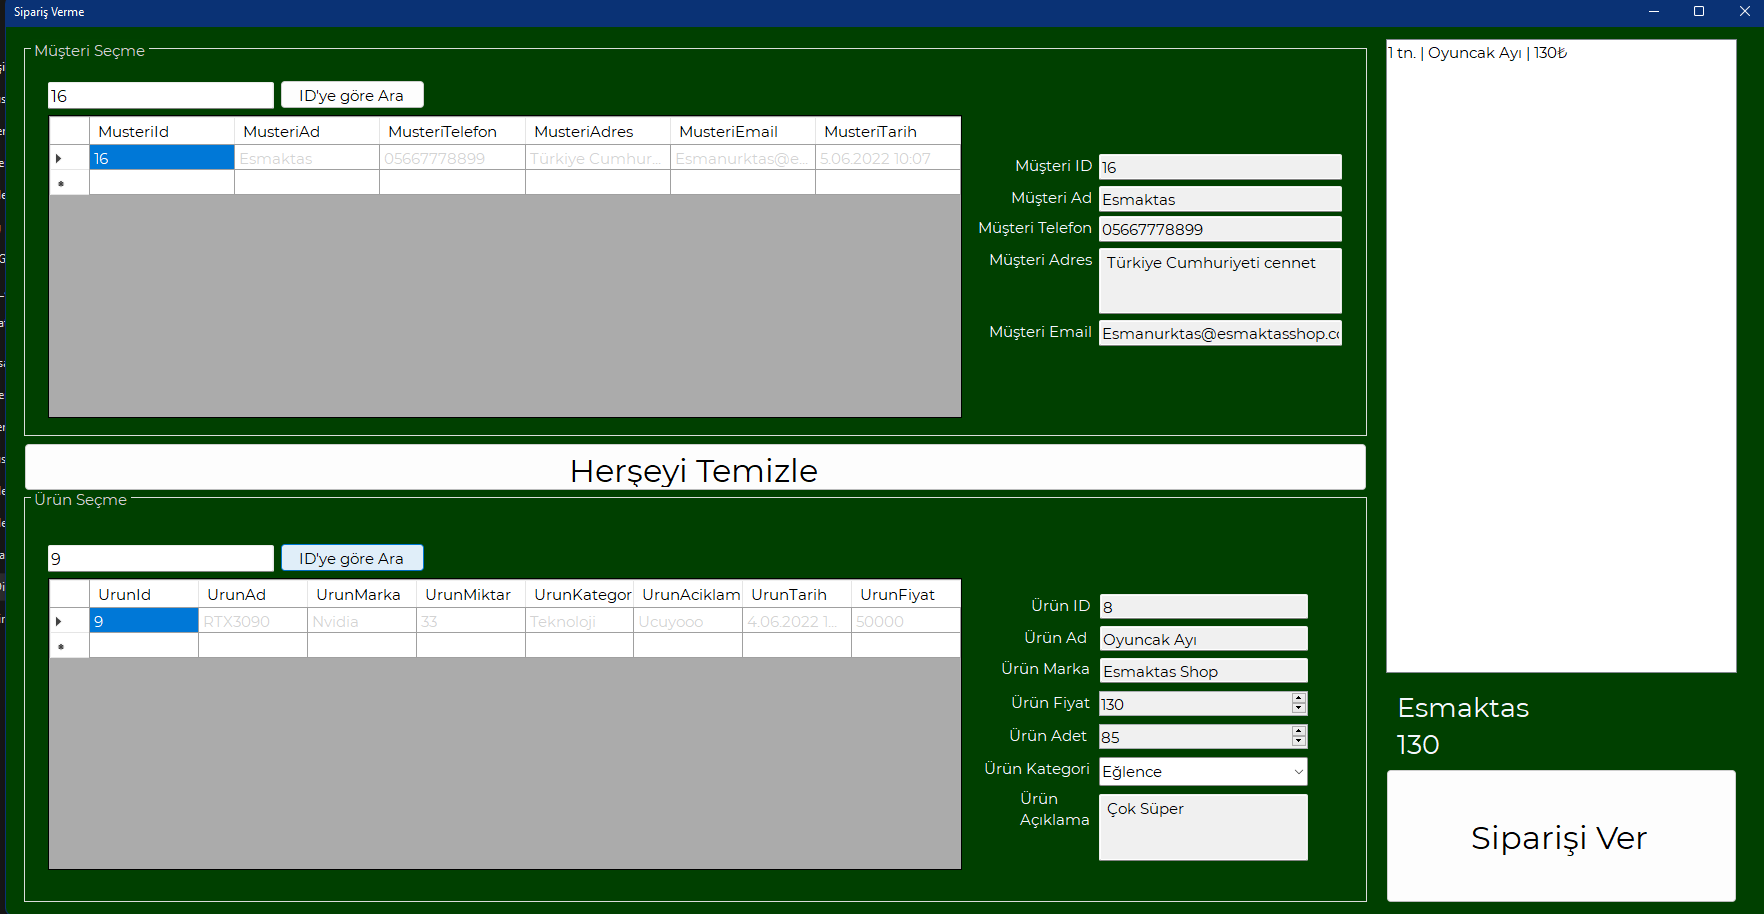 Sipariş Verme
Müşteri Seçme
16
ID'ye göre Ara
MusteriId MusteriAd MusteriTelefon MusteriAdres MusteriEmail MusteriTarih
16 Esmaktas 05667778899 Türkiye Cumhur... Esmanurktas@e... 5.06.2022 10:07
Müşteri ID 16
Müşteri Ad Esmaktas
Müşteri Telefon 05667778899
Müşteri Adres Türkiye Cumhuriyeti cennet
Müşteri Email Esmanurktas@esmaktasshop.co
Herşeyi Temizle
Ürün Seçme
9
ID'ye göre Ara
UrunId UrunAd UrunMarka UrunMiktar UrunKategor UrunAciklam UrunTarih UrunFiyat
9 RTX3090 Nvidia 33 Teknoloji Ucuyooo 4.06.2022 1... 50000
Ürün ID 8
Ürün Ad Oyuncak Ayı
Ürün Marka Esmaktas Shop
Ürün Fiyat 130
Ürün Adet 85
Ürün Kategori Eğlence
Ürün
Açıklama
Çok Süper
1 tn. | Oyuncak Ayı | 130₺
Esmaktas
130
Siparişi Ver